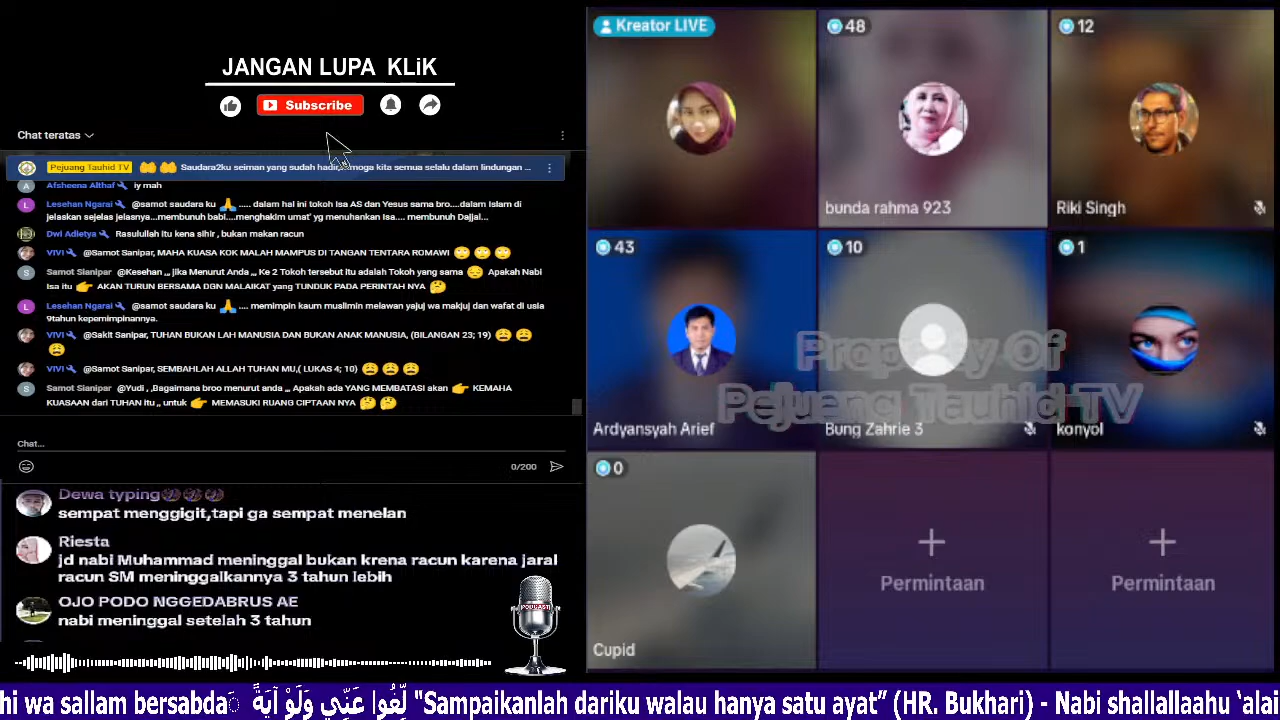 JANGAN LUPA KLiK
Subscribe
Chat teratas
Pejuang Tauhid TV 🤲 🤲 Saudara2ku seiman yang sudah hadir, semoga kita semua selalu dalam lindungan ...
Afsheena Althaf iy mah
Lesehan Ngarai @samot saudara ku 🙏 ..... dalam hal ini tokoh Isa AS dan Yesus sama bro....dalam Islam di
jelaskan sejelas jelasnya...membunuh babi....menghakim umat' yg menuhankan Isa.... membunuh Dajjal...
Dwi Adietya Rasulullah itu kena sihir , bukan makan racun
VIVI @Samot Sanipar, MAHA KUASA KOK MALAH MAMPUS DI TANGAN TENTARA ROMAWI 🙄 🙄 🙄
Samot Sianipar @Kesehan ,,, jika Menurut Anda ,,, Ke 2 Tokoh tersebut itu adalah Tokoh yang sama 😔 Apakah Nabi
Isa itu 👉 AKAN TURUN BERSAMA DGN MALAIKAT yang TUNDUK PADA PERINTAH NYA 🤔
Lesehan Ngarai @samot saudara ku 🙏 .... memimpin kaum muslimin melawan yajuj wa makjuj dan wafat di usia
9tahun kepemimpinannya.
VIVI @Sakit Sanipar, TUHAN BUKAN LAH MANUSIA DAN BUKAN ANAK MANUSIA, (BILANGAN 23; 19) 😩 😩
😩
VIVI @Samot Sanipar, SEMBAHLAH ALLAH TUHAN MU,( LUKAS 4; 10) 😩 😩 😩
Samot Sianipar @Yudi , ,Bagaimana broo menurut anda ,,, Apakah ada YANG MEMBATASI akan 👉 KEMAHA
KUASAAN dari TUHAN itu ,, untuk 👉 MEMASUKI RUANG CIPTAAN NYA 🤔 🤔
Chat...
0/200
Dewa typing
sempat menggigit,tapi ga sempat menelan
Riesta
jd nabi Muhammad meninggal bukan krena racun karena jaral
racun SM meninggalkannya 3 tahun lebih
OJO PODO NGGEDABRUS AE
nabi meninggal setelah 3 tahun
PODCAST
Kreator LIVE
48
bunda rahma 923
12
Riki Singh
43
Ardyansyah Arief
10
Bung Zahrie 3
1
konyol
Property Of
Pejueng Tauhid TV
0
Cupid
Permintaan
Permintaan
hi wa sallam bersabda َ لِّغُوا عَنِّي وَلَوْ آيَةً "Sampaikanlah dariku walau hanya satu ayat” (HR. Bukhari) - Nabi shallallaahu ‘alai